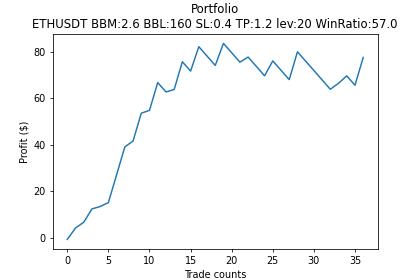 Portfolio
ETHUSDT BBM:2.6 BBL:160 SL:0.4 TP:1.2 lev:20 WinRatio:57.0
80
60
40
20
0
Profit ($)
0 5 10 15 20 25 30 35
Trade counts